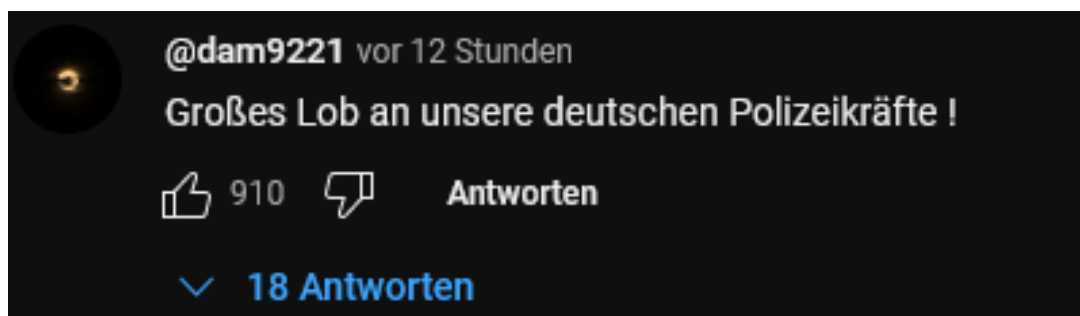 @dam9221 vor 12 Stunden
Großes Lob an unsere deutschen Polizeikräfte !
910 Antworten
18 Antworten